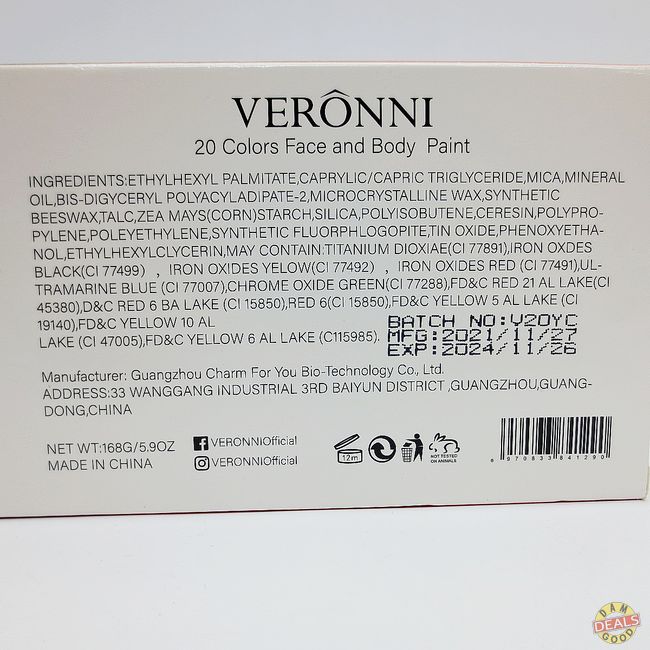 VERÔNNI
20 Colors Face and Body Paint
INGREDIENTS:ETHYLHEXYL PALMITATE,CAPRYLIC/CAPRIC TRIGLYCERIDE,MICA,MINERAL
OIL,BIS-DIGYCERYL POLYACYLADIPATE-2,MICROCRYSTALLINE WAX,SYNTHETIC
BEESWAX,TALC,ZEA MAYS(CORN)STARCH,SILICA,POLYISOBUTENE,CERESIN,POLYPRO-
PYLENE,POLEYETHYLENE,SYNTHETIC FLUORPHLOGOPITE,TIN OXIDE,PHENOXYETHA-
NOL,ETHYLHEXYLCLYCERIN,MAY CONTAIN:TITANIUM DIOXIAE(CI 77891),IRON OXDES
BLACK(CI 77499) , IRON OXIDES YELOW(CI 77492) , IRON OXIDES RED (CI 77491),UL-
TRAMARINE BLUE (CI 77007),CHROME OXIDE GREEN(CI 77288),FD&C RED 21 AL LAKE(CI
45380),D&C RED 6 BA LAKE (CI 15850),RED 6(CI 15850),FD&C YELLOW 5 AL LAKE (CI
19140),FD&C YELLOW 10 AL
LAKE (CI 47005),FD&C YELLOW 6 AL LAKE (C115985).
BATCH NO:V20YC
MFG:2021/11/27
EXP:2024/11/26
Manufacturer: Guangzhou Charm For You Bio-Technology Co., Ltd.
ADDRESS:33 WANGGANG INDUSTRIAL 3RD BAIYUN DISTRICT ,GUANGZHOU,GUANG-
DONG,CHINA
NET WT:168G/5.9OZ
MADE IN CHINA
VERONNIOfficial
VERONNIOfficial
12m
NOT TESTED
ON ANIMALS
6 970833 841290
DAM
DEALS
GOOD